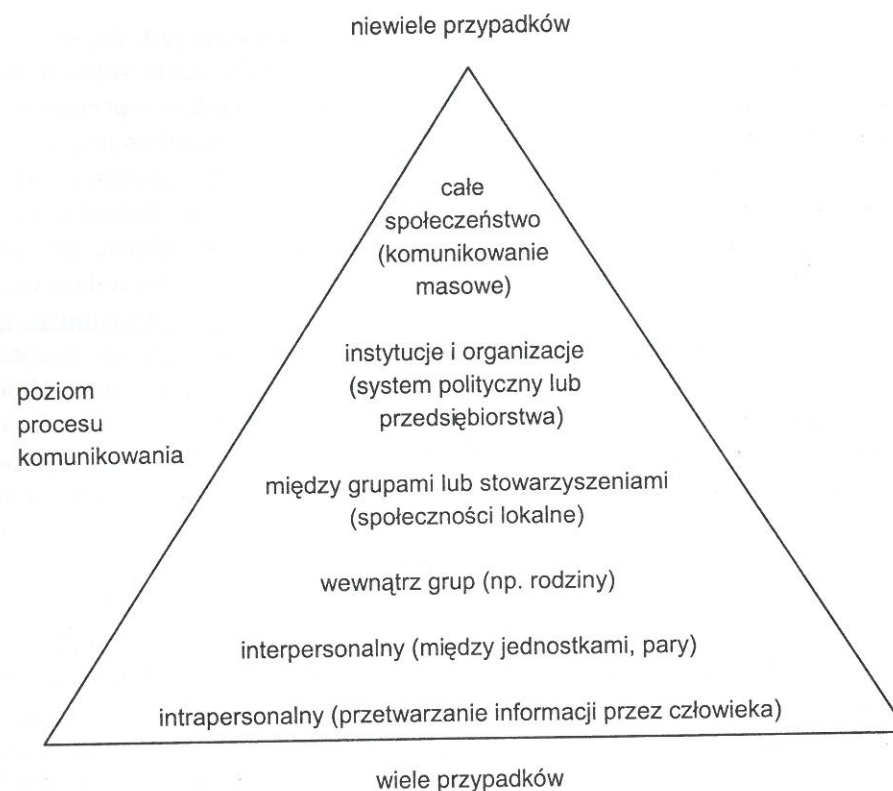 niewiele przypadków
całe
społeczeństwo
(komunikowanie
masowe)
instytucje i organizacje
(system polityczny lub
przedsiębiorstwa)
poziom
procesu
komunikowania
między grupami lub stowarzyszeniami
(społeczności lokalne)
wewnątrz grup (np. rodziny)
interpersonalny (między jednostkami, pary)
intrapersonalny (przetwarzanie informacji przez człowieka)
wiele przypadków